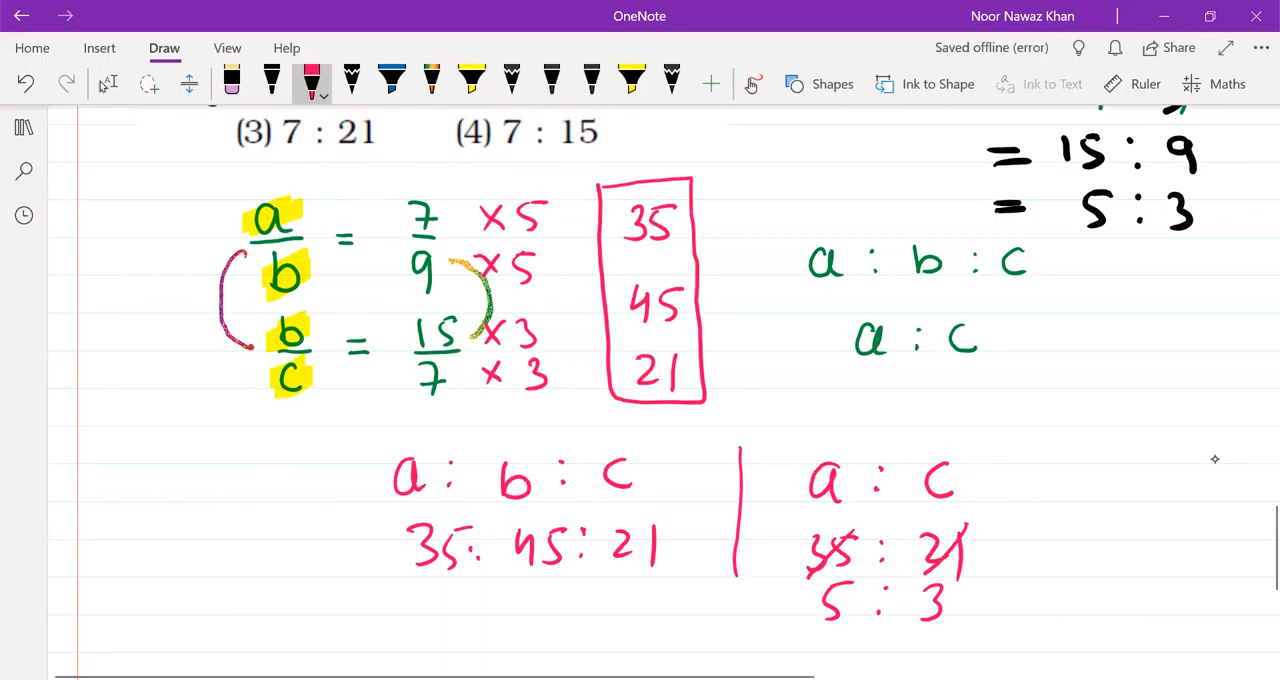 OneNote
Noor Nawaz Khan
Home Insert Draw View Help
Saved offline (error)
Share
Shapes
Ink to Shape
Ink to Text
Ruler
Maths
(3) 7 : 21 (4) 7 : 15
= 15 : 9
= 5 : 3
a/b = 7/9 ×5 ×5
b/c = 15/7 ×3 ×3
35
45
21
a : b : c
a : c
a : b : c
35 : 45 : 21
a : c
35 : 21
5 : 3